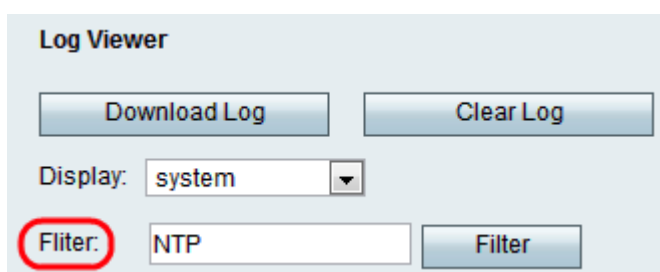 Log Viewer
Download Log Clear Log
Display: system
Fliter: NTP Filter